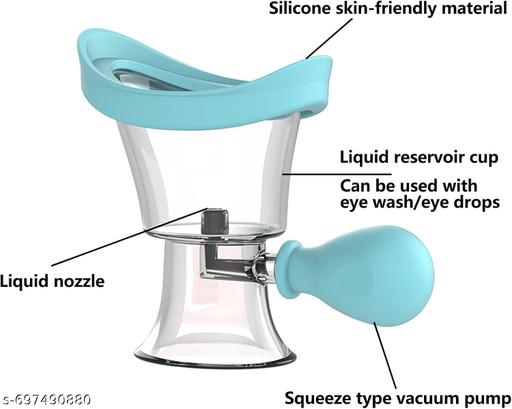 Silicone skin-friendly material
Liquid reservoir cup
Can be used with
eye wash/eye drops
Liquid nozzle
Squeeze type vacuum pump
s-697490880